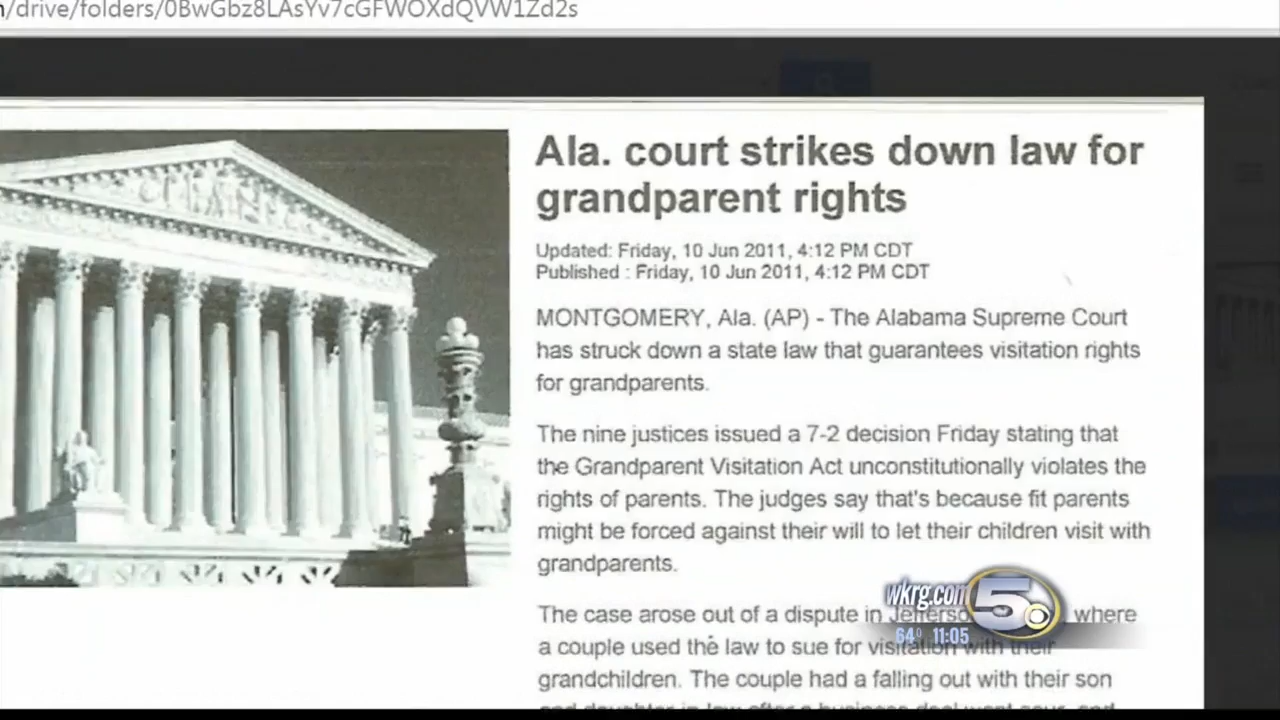 /drive/folders/0BwGbz8LAsYv7cGFWOXdQVW1Zd2s
Ala. court strikes down law for
grandparent rights
Updated: Friday, 10 Jun 2011, 4:12 PM CDT
Published : Friday, 10 Jun 2011, 4:12 PM CDT
MONTGOMERY, Ala. (AP) - The Alabama Supreme Court
has struck down a state law that guarantees visitation rights
for grandparents.
The nine justices issued a 7-2 decision Friday stating that
the Grandparent Visitation Act unconstitutionally violates the
rights of parents. The judges say that's because fit parents
might be forced against their will to let their children visit with
grandparents.
The case arose out of a dispute in where
a couple used the law to sue for visitation with their
grandchildren. The couple had a falling out with their son
wkrg.com 5
64° 11:05